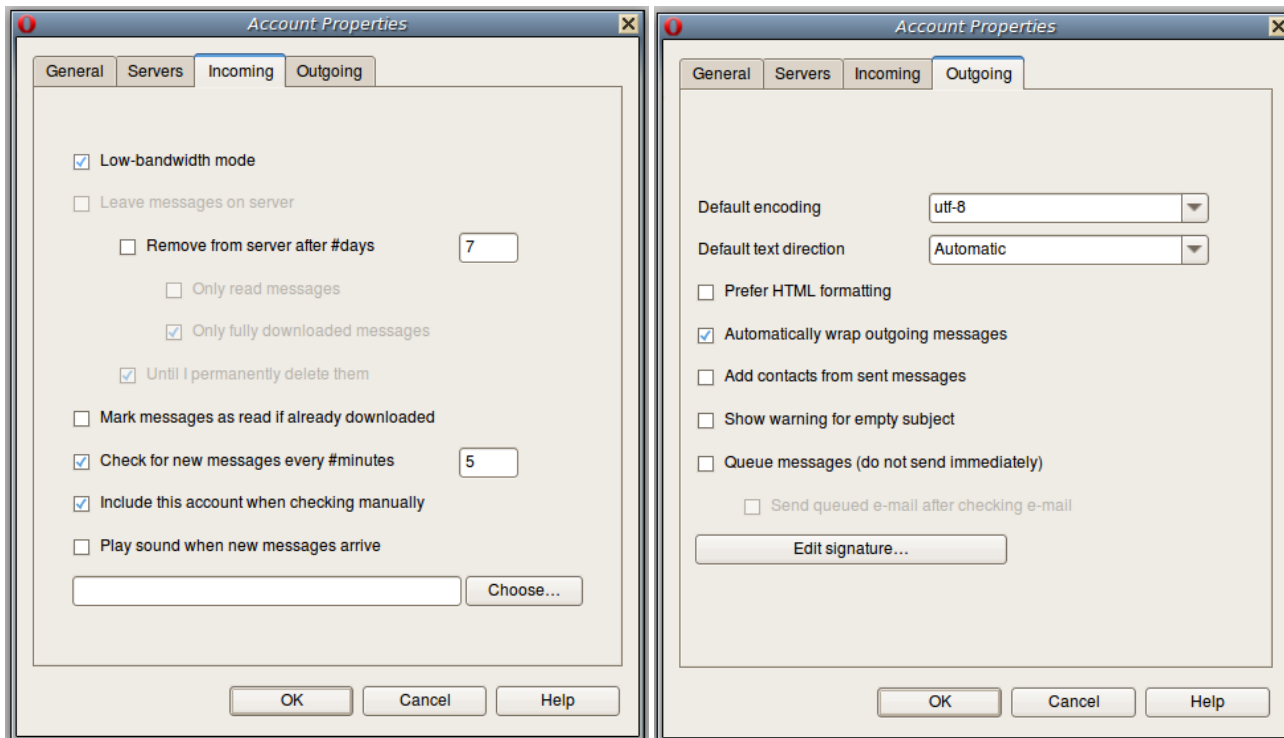 Account Properties
General Servers Incoming Outgoing
Low-bandwidth mode
Leave messages on server
Remove from server after #days 7
Only read messages
Only fully downloaded messages
Until I permanently delete them
Mark messages as read if already downloaded
Check for new messages every #minutes 5
Include this account when checking manually
Play sound when new messages arrive
Choose...
OK Cancel Help
Account Properties
General Servers Incoming Outgoing
Default encoding utf-8
Default text direction Automatic
Prefer HTML formatting
Automatically wrap outgoing messages
Add contacts from sent messages
Show warning for empty subject
Queue messages (do not send immediately)
Send queued e-mail after checking e-mail
Edit signature...
OK Cancel Help